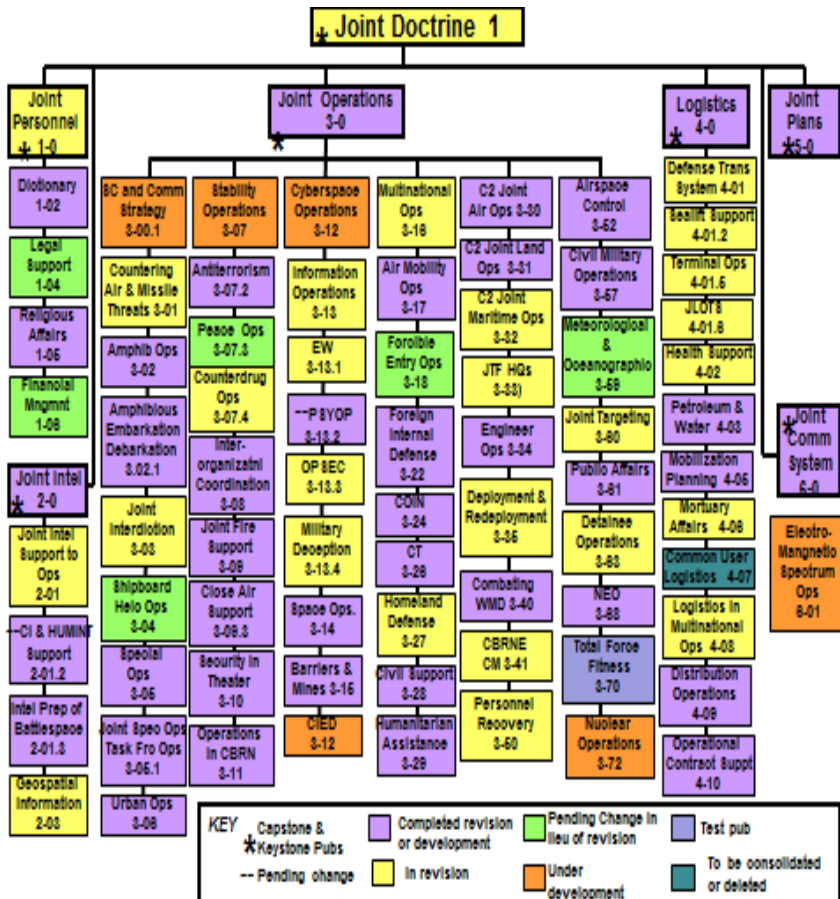 * Joint Doctrine 1
Joint
Personnel
* 1-0
Joint Operations
3-0
*
Logistics
* 4-0
Joint
Plans
*5-0
Dictionary
1-02
Legal
Support
1-04
Religious
Affairs
1-05
Financial
Mngmnt
1-06
Joint Intel
* 2-0
Joint Intel
Support to
Ops
2-01
--CI & HUMINT
Support
2-01.2
Intel Prep of
Battlespace
2-01.3
Geospatial
Information
2-03
SC and Comm
Strategy
3-00.1
Countering
Air & Missile
Threats 3-01
Amphib Ops
3-02
Amphibious
Embarkation
Debarkation
3.02.1
Joint
Interdiction
3-03
Shipboard
Helo Ops
3-04
Special
Ops
3-05
Joint Spec Ops
Task Fro Ops
3-05.1
Urban Ops
3-06
Stability
Operations
3-07
Antiterrorism
3-07.2
Peace Ops
3-07.3
Counterdrug
Ops
3-07.4
Inter-
organizatnl
Coordination
3-08
Joint Fire
Support
3-09
Close Air
Support
3-09.3
Security in
Theater
3-10
Operations
in CBRN
3-11
Cyberspace
Operations
3-12
Information
Operations
3-13
EW
3-13.1
--PSYOP
3-13.2
OPSEC
3-13.3
Military
Deception
3-13.4
Space Ops.
3-14
Barriers &
Mines 3-15
CIED
3-12
Multinational
Ops
3-16
Air Mobility
Ops
3-17
Forcible
Entry Ops
3-18
Foreign
Internal
Defense
3-22
COIN
3-24
CT
3-26
Homeland
Defense
3-27
Civil Support
3-28
Humanitarian
Assistance
3-29
C2 Joint
Air Ops 3-30
C2 Joint Land
Ops 3-31
C2 Joint
Maritime Ops
3-32
JTF HQs
3-33)
Engineer
Ops 3-34
Deployment &
Redeployment
3-35
Combating
WMD 3-40
CBRNE
CM 3-41
Personnel
Recovery
3-50
Airspace
Control
3-52
Civil Military
Operations
3-57
Meteorological
&
Oceanographic
3-59
Joint Targeting
3-60
Public Affairs
3-61
Detainee
Operations
3-63
NEO
3-68
Total Force
Fitness
3-70
Nuclear
Operations
3-72
Defense Trans
System 4-01
Sealift Support
4-01.2
Terminal Ops
4-01.5
JLOTS
4-01.6
Health Support
4-02
Petroleum &
Water 4-03
Mobilization
Planning 4-05
Mortuary
Affairs 4-06
Common User
Logistics 4-07
Logistics in
Multinational
Ops 4-08
Distribution
Operations
4-09
Operational
Contract Suppt
4-10
*Joint
Comm
System
6-0
Electro-
Mangnetic
Spectrum
Ops
6-01
KEY
* Capstone &
Keystone Pubs
-- Pending change
Completed revision
or development
In revision
Pending Change in
lieu of revision
Under
development
Test pub
To be consolidated
or deleted